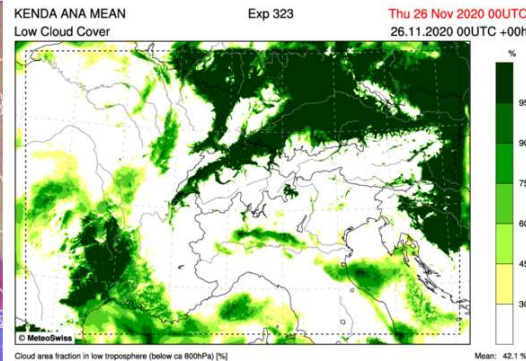 KENDA ANA MEAN Exp 323 Thu 26 Nov 2020 00UTC
Low Cloud Cover 26.11.2020 00UTC +00h
%
95
90
75
60
45
30
© MeteoSwiss
Cloud area fraction in low troposphere (below ca 800hPa) [%] Mean: 42.1 %